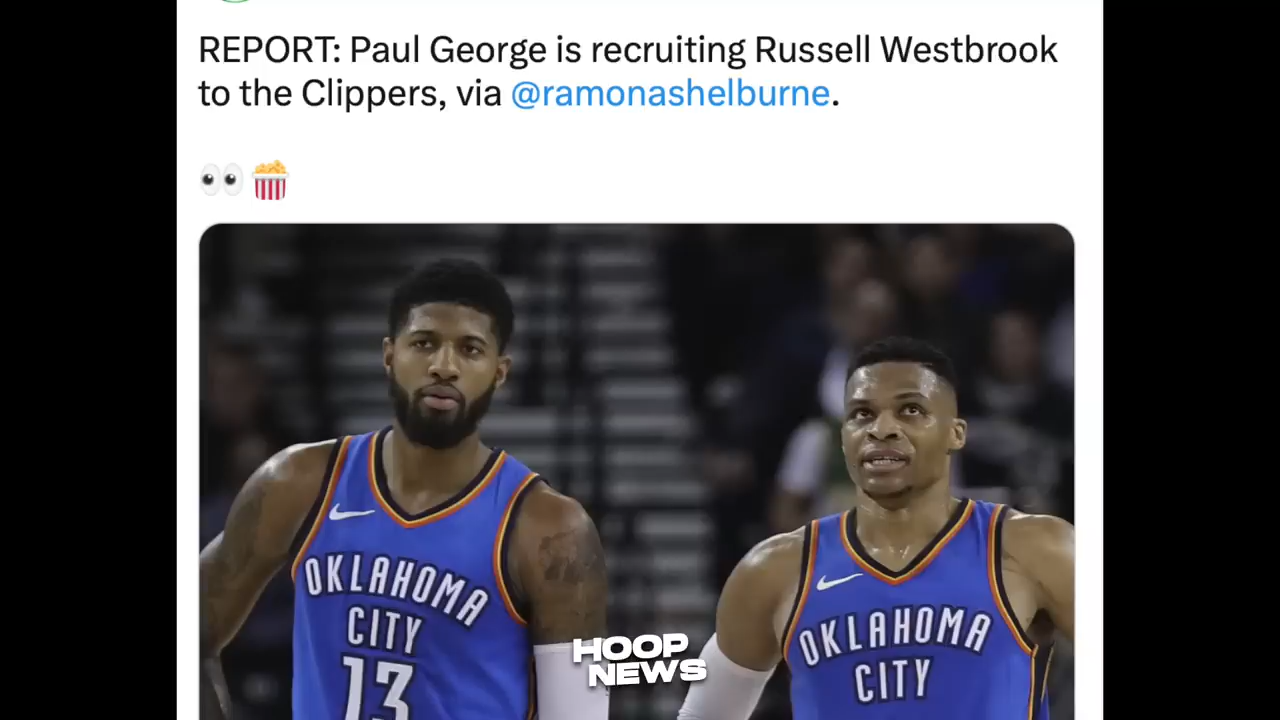 REPORT: Paul George is recruiting Russell Westbrook
to the Clippers, via @ramonashelburne.
👀🍿
OKLAHOMA
CITY
13
OKLAHOMA
CITY
HOOP
NEWS